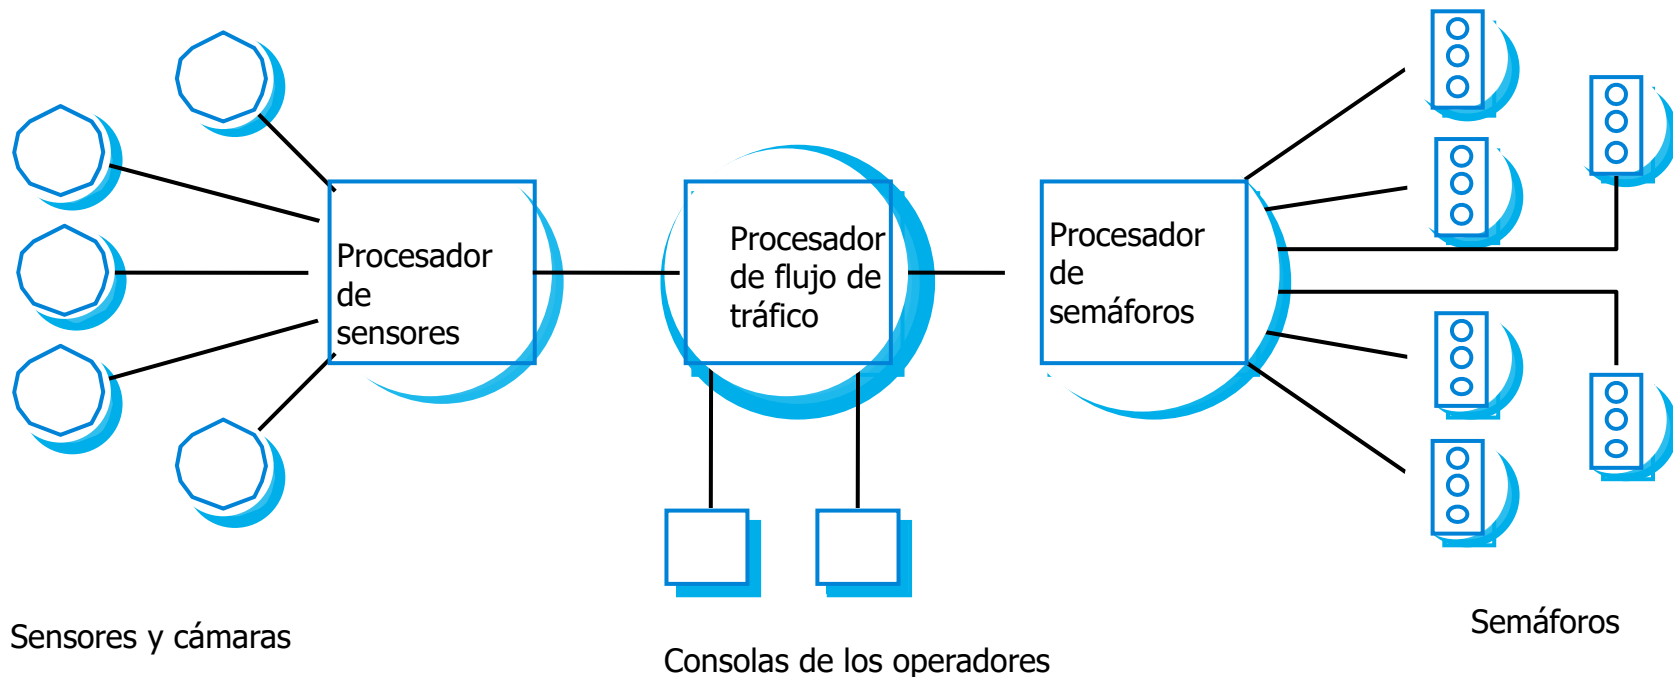 Procesador
de
sensores
Procesador
de flujo de
tráfico
Procesador
de
semáforos
Sensores y cámaras
Consolas de los operadores
Semáforos